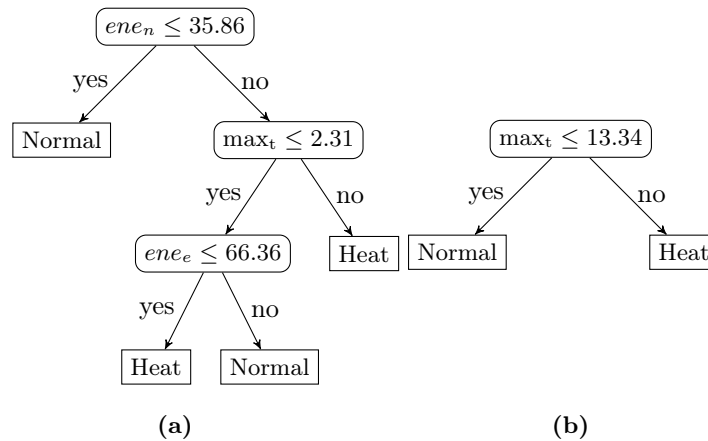 ene_n ≤ 35.86
yes
no
Normal
max_t ≤ 2.31
max_t ≤ 13.34
yes
no
yes
no
ene_e ≤ 66.36
Heat
Normal
Heat
yes
no
Heat
Normal
(a)
(b)